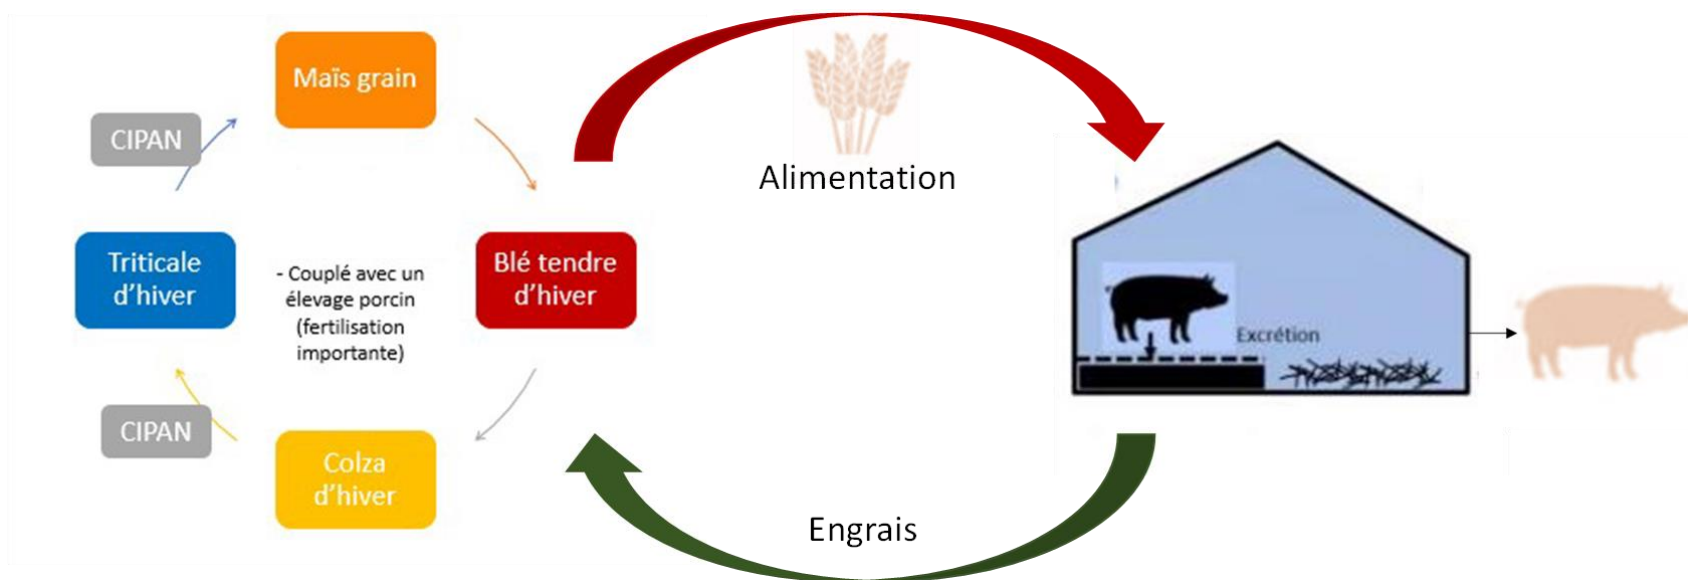 Maïs grain
CIPAN
Triticale
d'hiver
- Couplé avec un
élevage porcin
(fertilisation
importante)
Blé tendre
d'hiver
CIPAN
Colza
d'hiver
Alimentation
Excrétion
Engrais